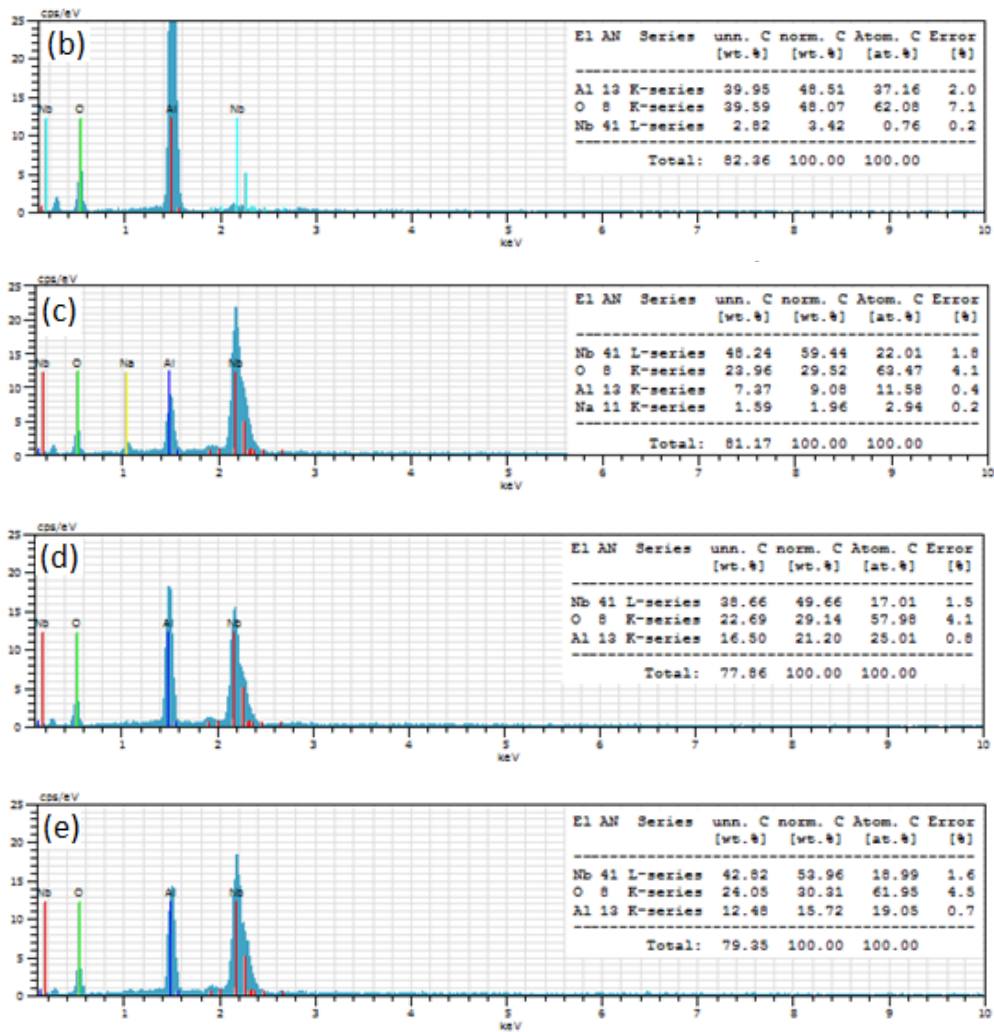 cps/eV
(b)
25
20
15
10
5
0
Nb O Al Nb
1 2 3 4 5 6 7 8 9 10
keV
El AN Series unn. C norm. C Atom. C Error
[wt.%] [wt.%] [at.%] [%]
Al 13 K-series 39.95 48.51 37.16 2.0
O 8 K-series 39.59 48.07 62.08 7.1
Nb 41 L-series 2.82 3.42 0.76 0.2
Total: 82.36 100.00 100.00
cps/eV
(c)
25
20
15
10
5
0
Nb O Na Al Nb
1 2 3 4 5 6 7 8 9 10
keV
El AN Series unn. C norm. C Atom. C Error
[wt.%] [wt.%] [at.%] [%]
Nb 41 L-series 48.24 59.44 22.01 1.8
O 8 K-series 23.96 29.52 63.47 4.1
Al 13 K-series 7.37 9.08 11.58 0.4
Na 11 K-series 1.59 1.96 2.94 0.2
Total: 81.17 100.00 100.00
cps/eV
(d)
25
20
15
10
5
0
Nb O Al Nb
1 2 3 4 5 6 7 8 9 10
keV
El AN Series unn. C norm. C Atom. C Error
[wt.%] [wt.%] [at.%] [%]
Nb 41 L-series 38.66 49.66 17.01 1.5
O 8 K-series 22.69 29.14 57.98 4.1
Al 13 K-series 16.50 21.20 25.01 0.8
Total: 77.86 100.00 100.00
cps/eV
(e)
25
20
15
10
5
0
Nb O Al Nb
1 2 3 4 5 6 7 8 9 10
keV
El AN Series unn. C norm. C Atom. C Error
[wt.%] [wt.%] [at.%] [%]
Nb 41 L-series 42.82 53.96 18.99 1.6
O 8 K-series 24.05 30.31 61.95 4.5
Al 13 K-series 12.48 15.72 19.05 0.7
Total: 79.35 100.00 100.00